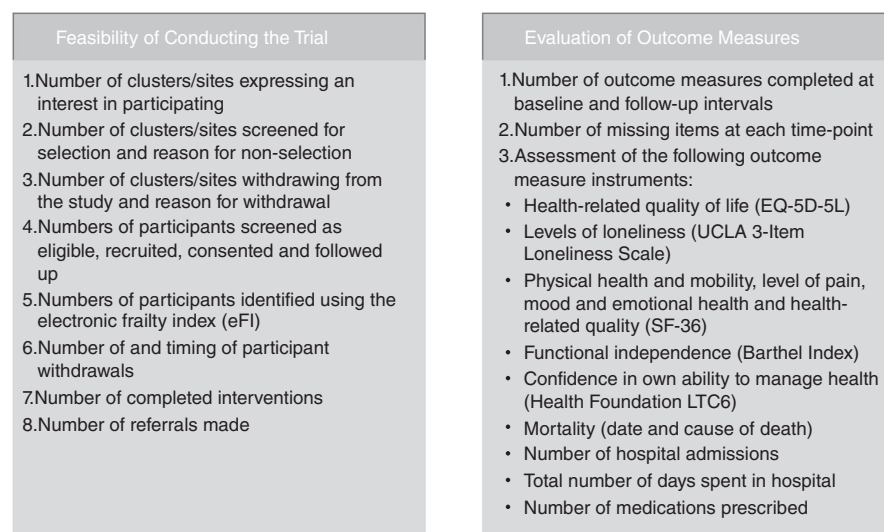 Feasibility of Conducting the Trial
1.Number of clusters/sites expressing an
interest in participating
2.Number of clusters/sites screened for
selection and reason for non-selection
3.Number of clusters/sites withdrawing from
the study and reason for withdrawal
4.Numbers of participants screened as
eligible, recruited, consented and followed
up
5.Numbers of participants identified using the
electronic frailty index (eFI)
6.Number of and timing of participant
withdrawals
7.Number of completed interventions
8.Number of referrals made
Evaluation of Outcome Measures
1.Number of outcome measures completed at
baseline and follow-up intervals
2.Number of missing items at each time-point
3.Assessment of the following outcome
measure instruments:
• Health-related quality of life (EQ-5D-5L)
• Levels of loneliness (UCLA 3-Item
Loneliness Scale)
• Physical health and mobility, level of pain,
mood and emotional health and health-
related quality (SF-36)
• Functional independence (Barthel Index)
• Confidence in own ability to manage health
(Health Foundation LTC6)
• Mortality (date and cause of death)
• Number of hospital admissions
• Total number of days spent in hospital
• Number of medications prescribed